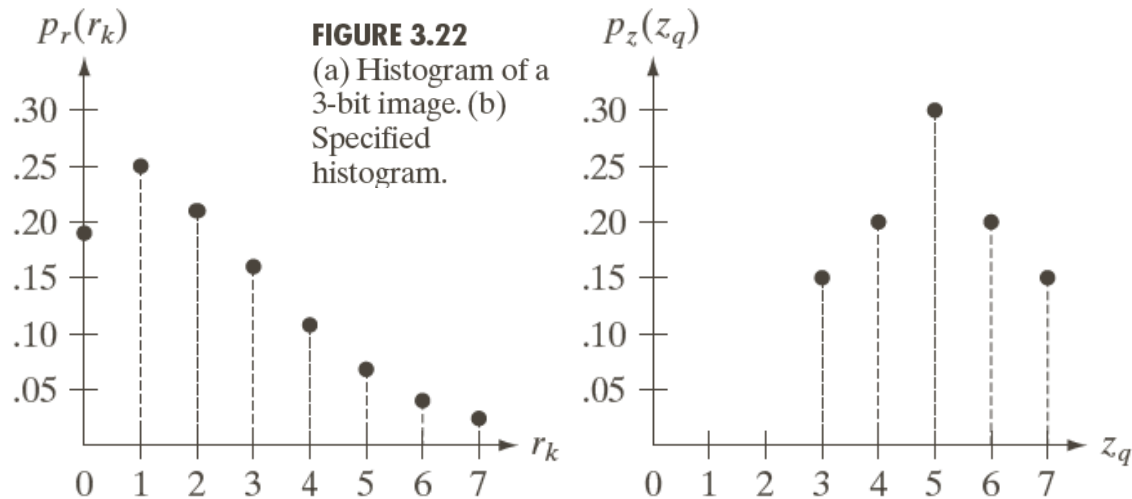 p_r(r_k)
.30
.25
.20
.15
.10
.05
0 1 2 3 4 5 6 7
r_k
FIGURE 3.22
(a) Histogram of a
3-bit image. (b)
Specified
histogram.
p_z(z_q)
.30
.25
.20
.15
.10
.05
0 1 2 3 4 5 6 7
z_q